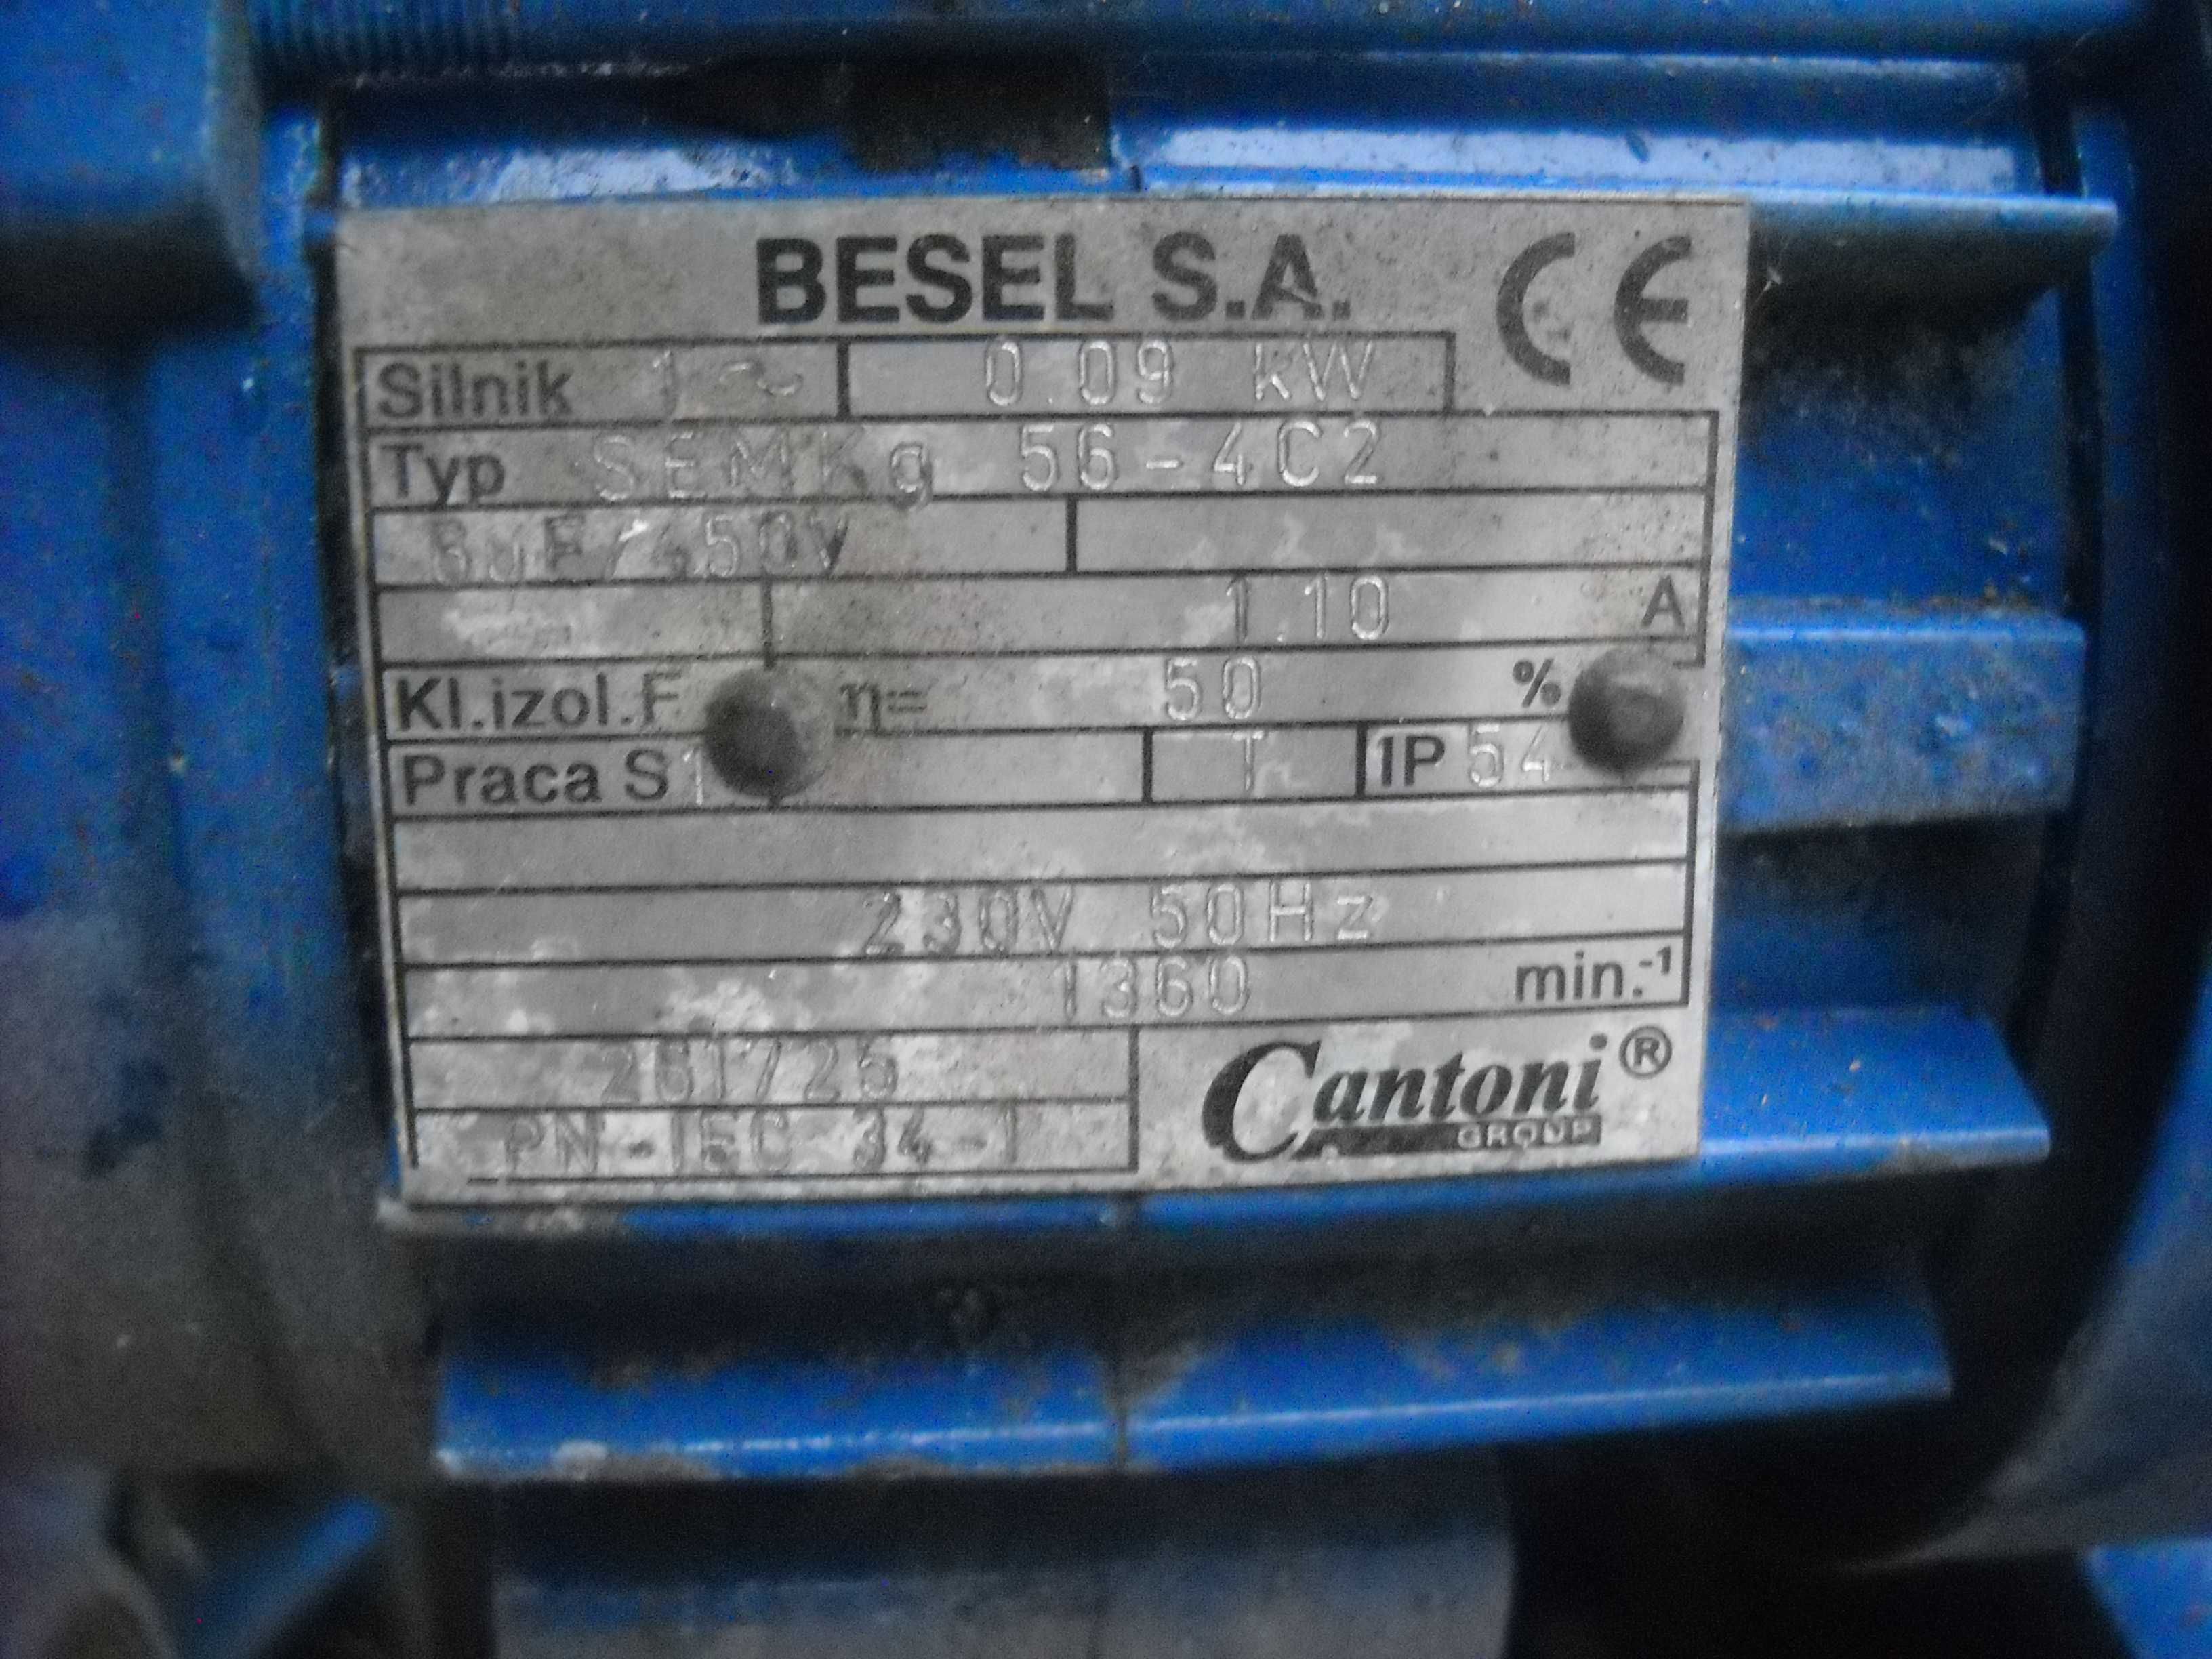 BESEL S.A. CE
Silnik 1~ 0.09 kW
Typ SEMKg 56-4C2
450V
1.10 A
Kl.izol.F η= 50 %
Praca S1 T IP 54
230V 50Hz
1360 min.-1
PN-IEC 34-1
Cantoni ®
GROUP